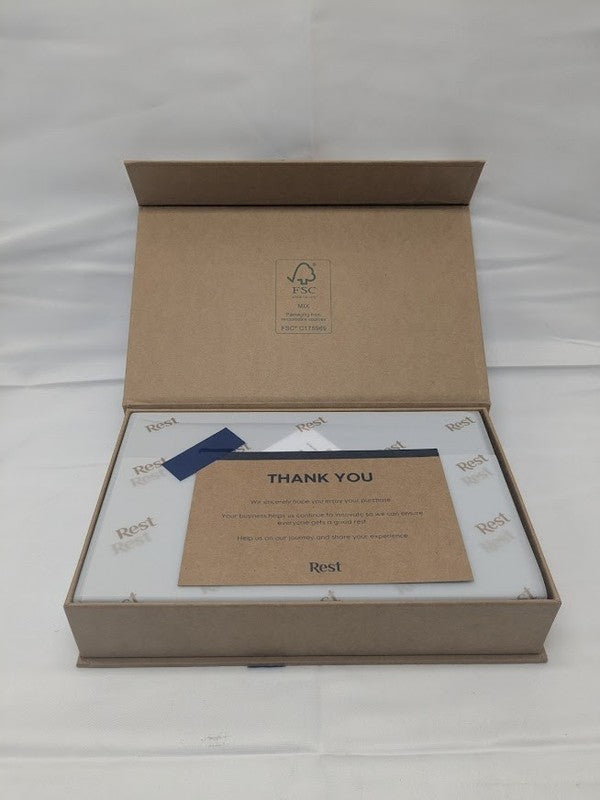 FSC
MIX
Packaging from
responsible sources
FSC® C175969
Rest
Rest
Rest
Rest
Rest
Rest
THANK YOU
We sincerely hope you enjoy your purchase.
Your business helps us continue to innovate so we can ensure
everyone gets a good rest
Help us on our journey and share your experience.
Rest